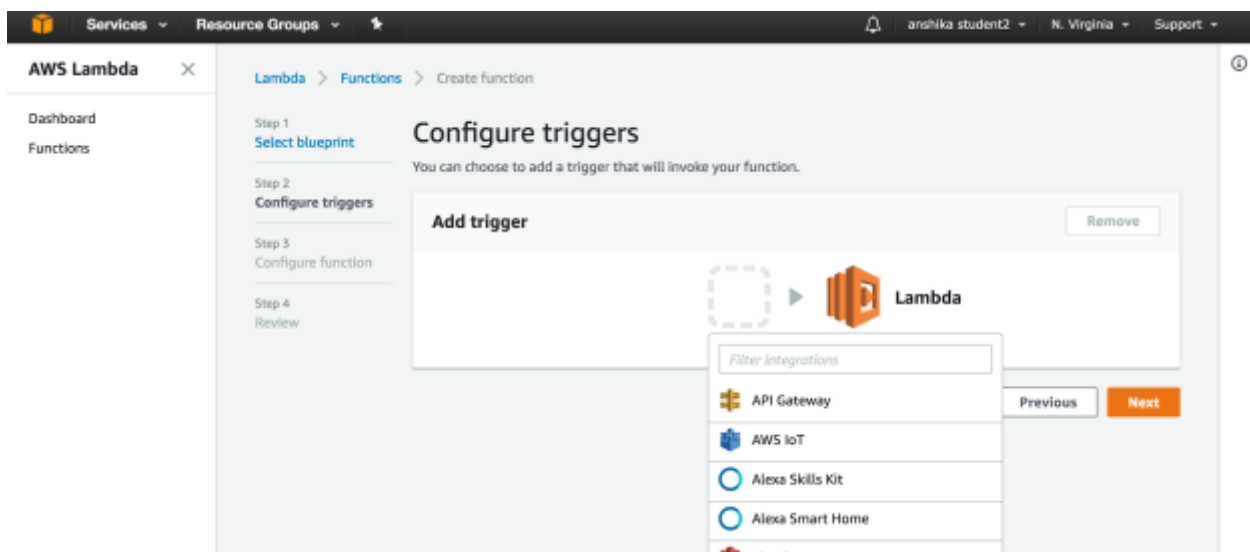 Services Resource Groups anshika student2 N. Virginia Support
AWS Lambda
Dashboard
Functions
Lambda > Functions > Create function
Step 1
Select blueprint
Step 2
Configure triggers
Step 3
Configure function
Step 4
Review
Configure triggers
You can choose to add a trigger that will invoke your function.
Add trigger
Remove
Lambda
Filter integrations
API Gateway
AWS IoT
Alexa Skills Kit
Alexa Smart Home
Previous
Next